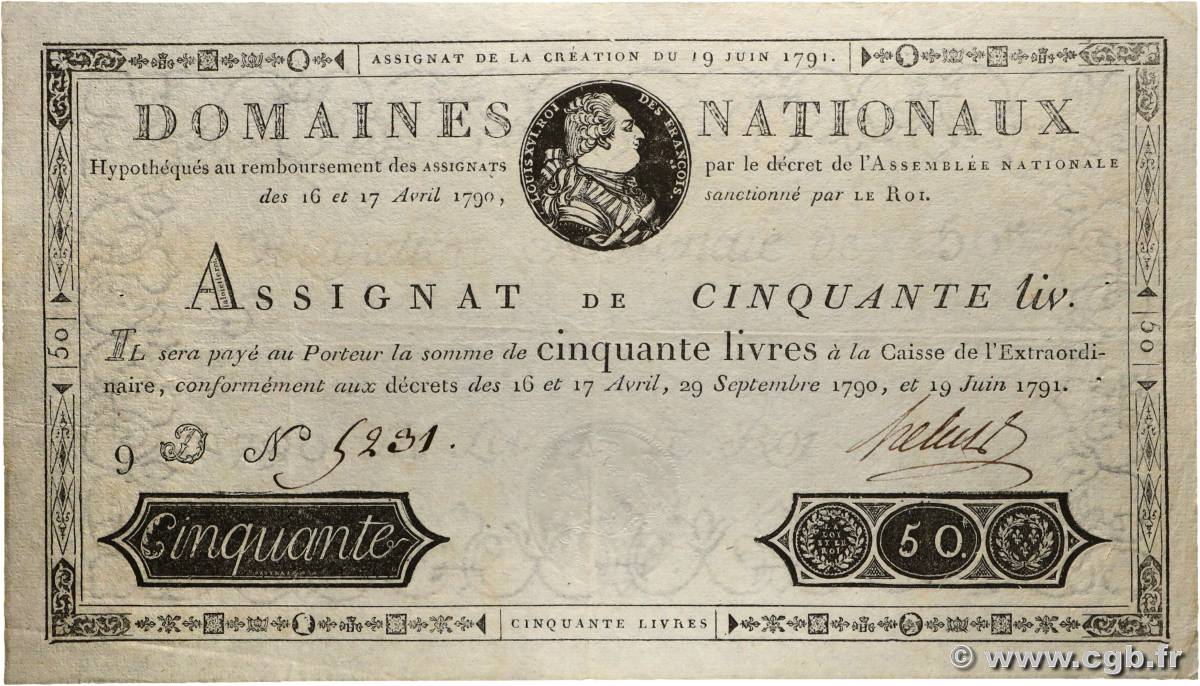 ASSIGNAT DE LA CRÉATION DU 19 JUIN 1791.
DOMAINES NATIONAUX
LOUIS XVI. ROI DES FRANÇOIS.
Hypothéqués au remboursement des ASSIGNATS par le décret de l'ASSEMBLÉE NATIONALE
des 16 et 17 Avril 1790, sanctionné par LE ROI.
ASSIGNAT DE CINQUANTE liv.
IL sera payé au Porteur la somme de cinquante livres à la Caisse de l'Extraordi-
naire, conformément aux décrets des 16 et 17 Avril, 29 Septembre 1790, et 19 Juin 1791.
50
50
9 D N 5231.
Cinquante
LA LOI ET LE ROI
50.
CINQUANTE LIVRES
© www.cgb.fr